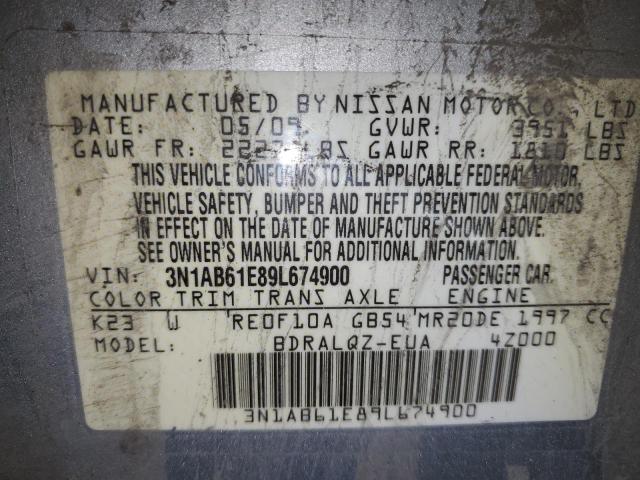 MANUFACTURED BY NISSAN MOTOR CO., LTD.
DATE: 05/09 GVWR: 3951 LBS
GAWR FR: 2227 LBS GAWR RR: 1810 LBS
THIS VEHICLE CONFORMS TO ALL APPLICABLE FEDERAL MOTOR
VEHICLE SAFETY, BUMPER AND THEFT PREVENTION STANDARDS
IN EFFECT ON THE DATE OF MANUFACTURE SHOWN ABOVE.
SEE OWNER'S MANUAL FOR ADDITIONAL INFORMATION.
VIN: 3N1AB61E89L674900 PASSENGER CAR
COLOR TRIM TRANS AXLE ENGINE
K23 W RE0F10A GB54 MR20DE 1997 CC
MODEL: BDRALQZ-EUA 4Z000
3N1AB61E89L674900